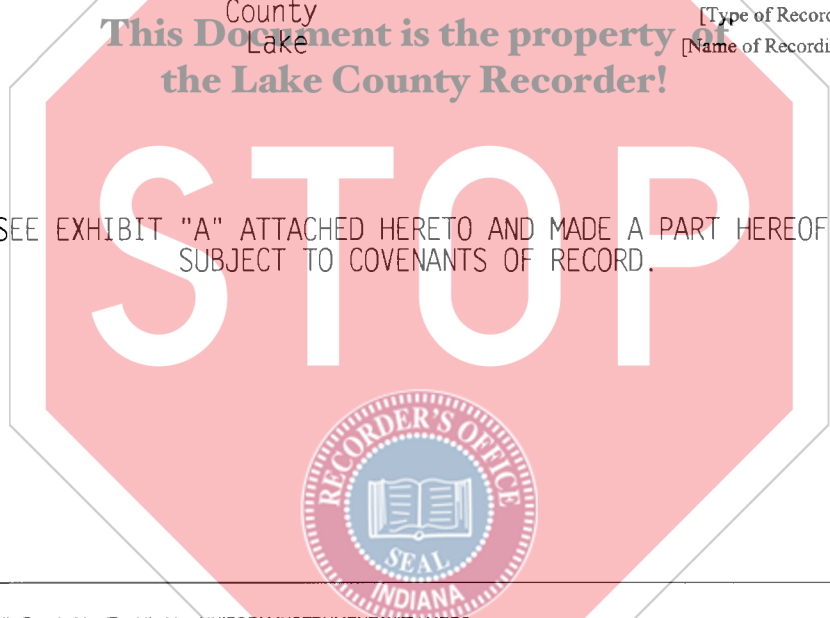 County
[Type of Recor
This Document is the property of
Lake
[Name of Recordi
the Lake County Recorder!
STOP
SEE EXHIBIT "A" ATTACHED HERETO AND MADE A PART HEREOF
SUBJECT TO COVENANTS OF RECORD.
RECORDER'S OFFICE
SEAL
INDIANA